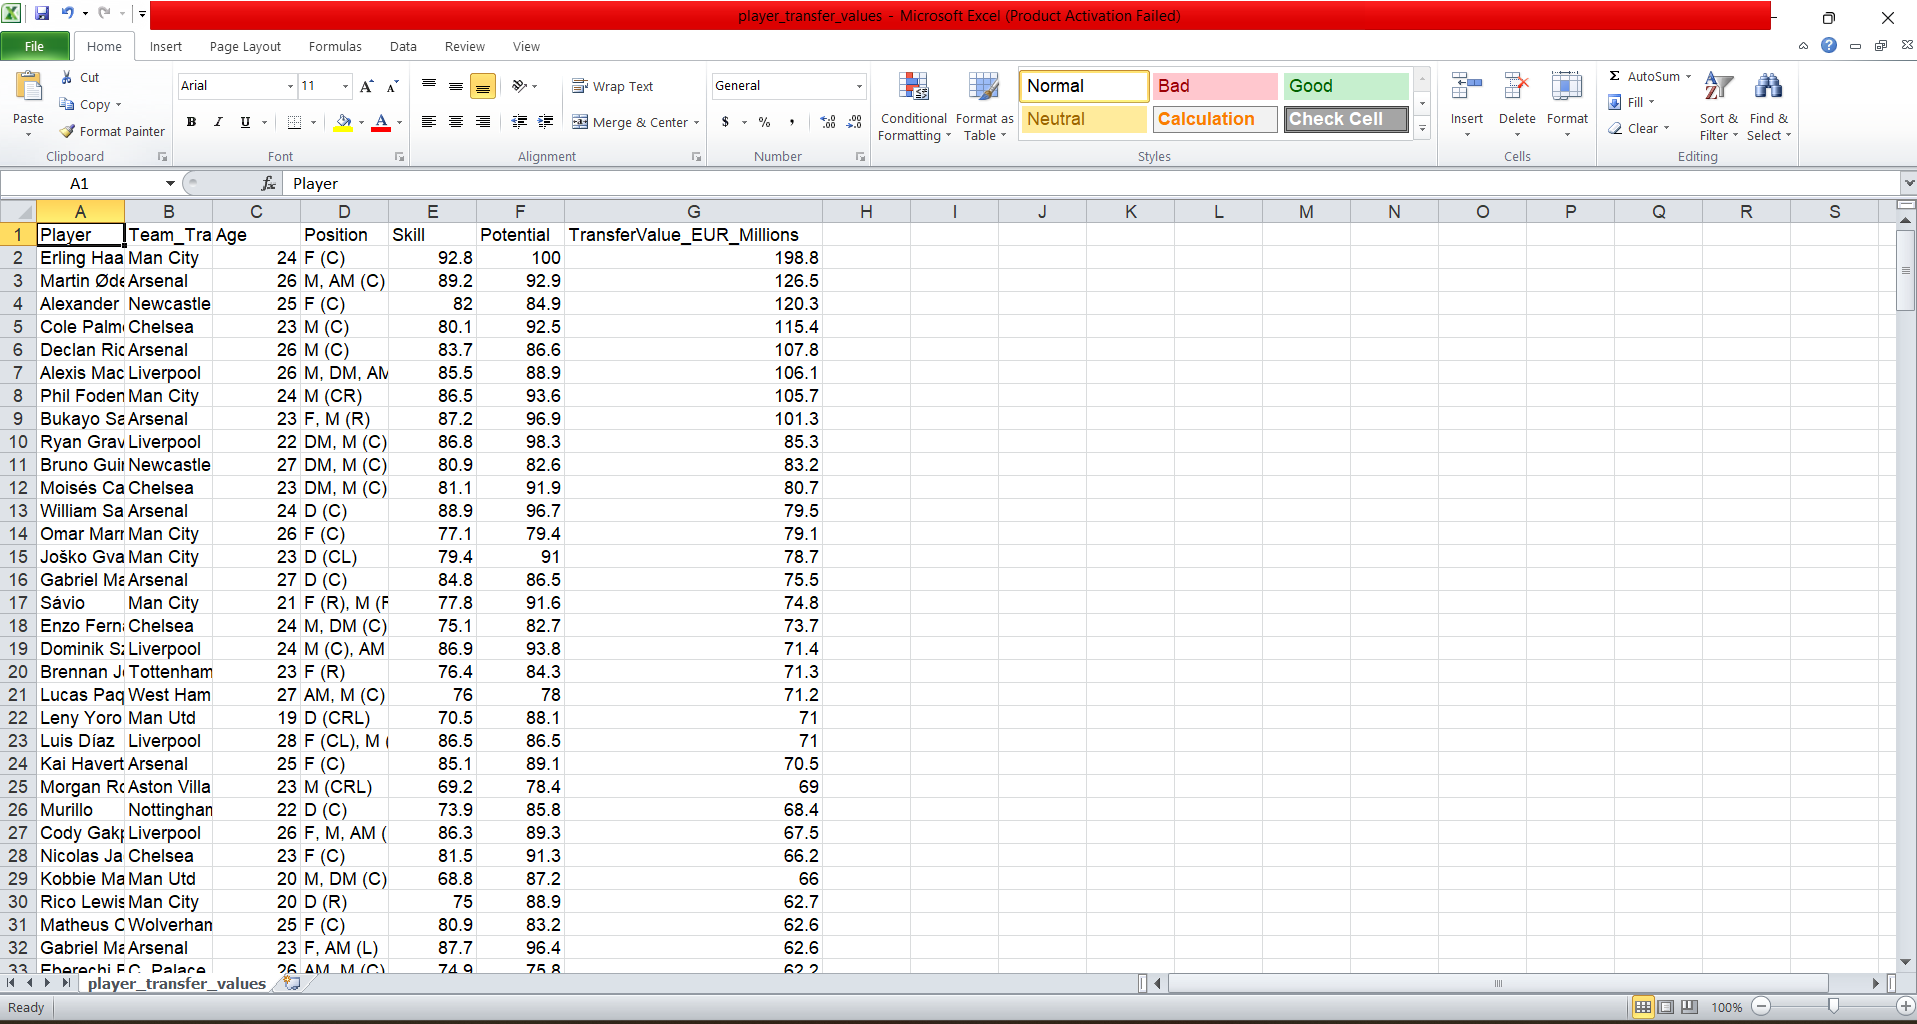 player_transfer_values - Microsoft Excel (Product Activation Failed)
File Home Insert Page Layout Formulas Data Review View
Paste
Cut
Copy
Format Painter
Clipboard
Arial 11
B I U
Font
Wrap Text
Merge & Center
Alignment
General
$ % ,
Number
Conditional Formatting
Format as Table
Normal Bad Good
Neutral Calculation Check Cell
Styles
Insert Delete Format
Cells
Σ AutoSum
Fill
Clear
Sort & Filter
Find & Select
Editing
A1 fx Player
A B C D E F G H I J K L M N O P Q R S
1 Player Team_Tra Age Position Skill Potential TransferValue_EUR_Millions
2 Erling Haa Man City 24 F (C) 92.8 100 198.8
3 Martin Øde Arsenal 26 M, AM (C) 89.2 92.9 126.5
4 Alexander Newcastle 25 F (C) 82 84.9 120.3
5 Cole Palm Chelsea 23 M (C) 80.1 92.5 115.4
6 Declan Ric Arsenal 26 M (C) 83.7 86.6 107.8
7 Alexis Mac Liverpool 26 M, DM, AM 85.5 88.9 106.1
8 Phil Foden Man City 24 M (CR) 86.5 93.6 105.7
9 Bukayo Sa Arsenal 23 F, M (R) 87.2 96.9 101.3
10 Ryan Grav Liverpool 22 DM, M (C) 86.8 98.3 85.3
11 Bruno Gui Newcastle 27 DM, M (C) 80.9 82.6 83.2
12 Moisés Ca Chelsea 23 DM, M (C) 81.1 91.9 80.7
13 William Sa Arsenal 24 D (C) 88.9 96.7 79.5
14 Omar Marr Man City 26 F (C) 77.1 79.4 79.1
15 Joško Gva Man City 23 D (CL) 79.4 91 78.7
16 Gabriel Ma Arsenal 27 D (C) 84.8 86.5 75.5
17 Sávio Man City 21 F (R), M (F 77.8 91.6 74.8
18 Enzo Fern Chelsea 24 M, DM (C) 75.1 82.7 73.7
19 Dominik Sz Liverpool 24 M (C), AM 86.9 93.8 71.4
20 Brennan Jo Tottenham 23 F (R) 76.4 84.3 71.3
21 Lucas Paq West Ham 27 AM, M (C) 76 78 71.2
22 Leny Yoro Man Utd 19 D (CRL) 70.5 88.1 71
23 Luis Díaz Liverpool 28 F (CL), M ( 86.5 86.5 71
24 Kai Havert Arsenal 25 F (C) 85.1 89.1 70.5
25 Morgan Ro Aston Villa 23 M (CRL) 69.2 78.4 69
26 Murillo Nottingham 22 D (C) 73.9 85.8 68.4
27 Cody Gakp Liverpool 26 F, M, AM ( 86.3 89.3 67.5
28 Nicolas Ja Chelsea 23 F (C) 81.5 91.3 66.2
29 Kobbie Ma Man Utd 20 M, DM (C) 68.8 87.2 66
30 Rico Lewis Man City 20 D (R) 75 88.9 62.7
31 Matheus C Wolverham 25 F (C) 80.9 83.2 62.6
32 Gabriel Ma Arsenal 23 F, AM (L) 87.7 96.4 62.6
33 Eberechi E C. Palace 26 AM, M (C) 74.9 75.8 62.2
player_transfer_values
Ready 100%